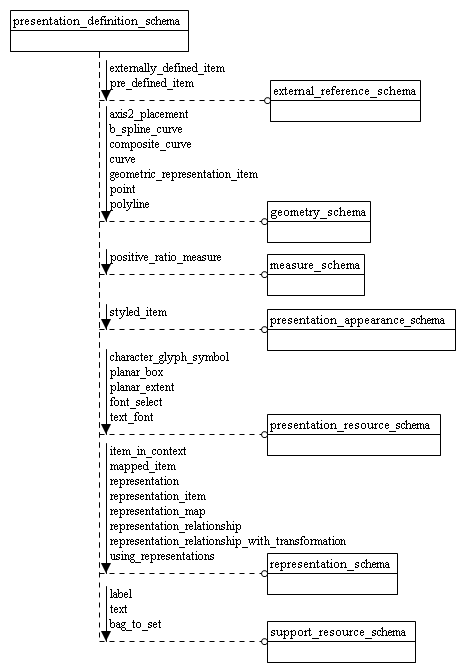 presentation_definition_schema
externally_defined_item
pre_defined_item
external_reference_schema
axis2_placement
b_spline_curve
composite_curve
curve
geometric_representation_item
point
polyline
geometry_schema
positive_ratio_measure
measure_schema
styled_item
presentation_appearance_schema
character_glyph_symbol
planar_box
planar_extent
font_select
text_font
presentation_resource_schema
item_in_context
mapped_item
representation
representation_item
representation_map
representation_relationship
representation_relationship_with_transformation
using_representations
representation_schema
label
text
bag_to_set
support_resource_schema